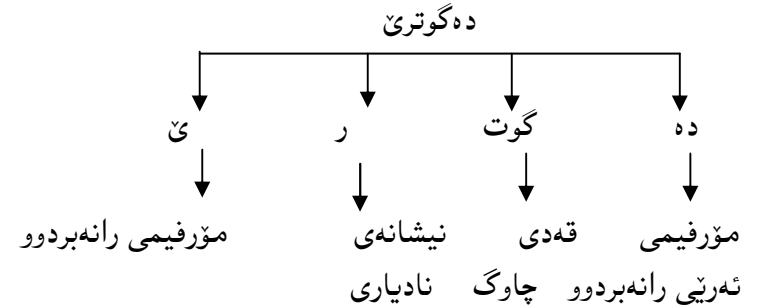 دەگوترێ
دە گوت ر ێ
مۆرفیمی قەدی نیشانەی مۆرفیمی رانەبردوو
ئەرێی رانەبردوو چاوگ نادیاری